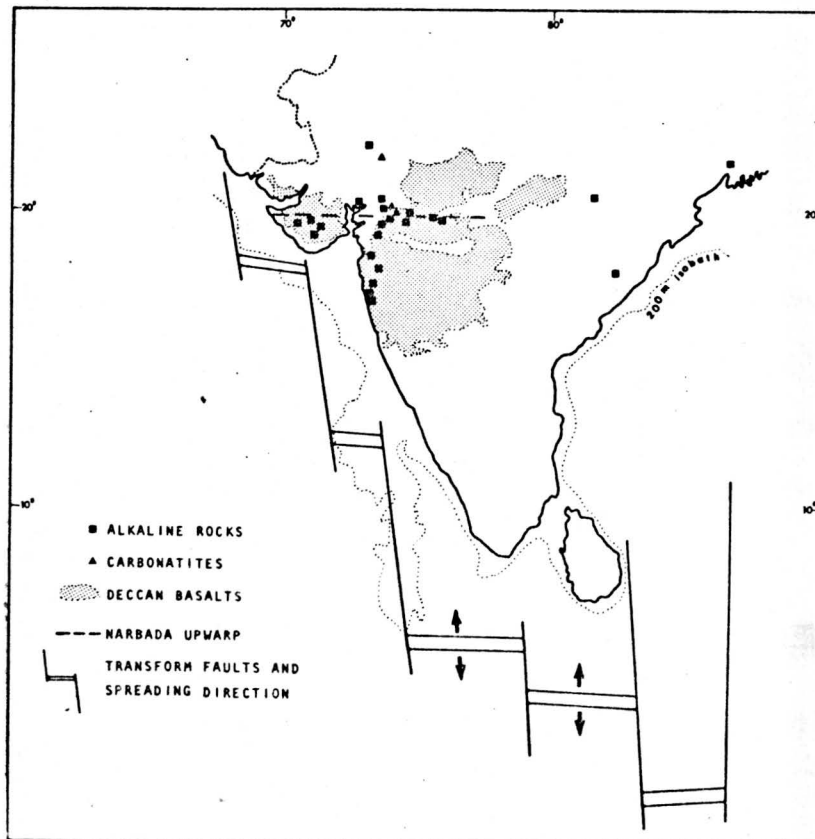 70°
80°
20°
20
200 m isobath
10°
10
ALKALINE ROCKS
CARBONATITES
DECCAN BASALTS
NARBADA UPWARP
TRANSFORM FAULTS AND
SPREADING DIRECTION